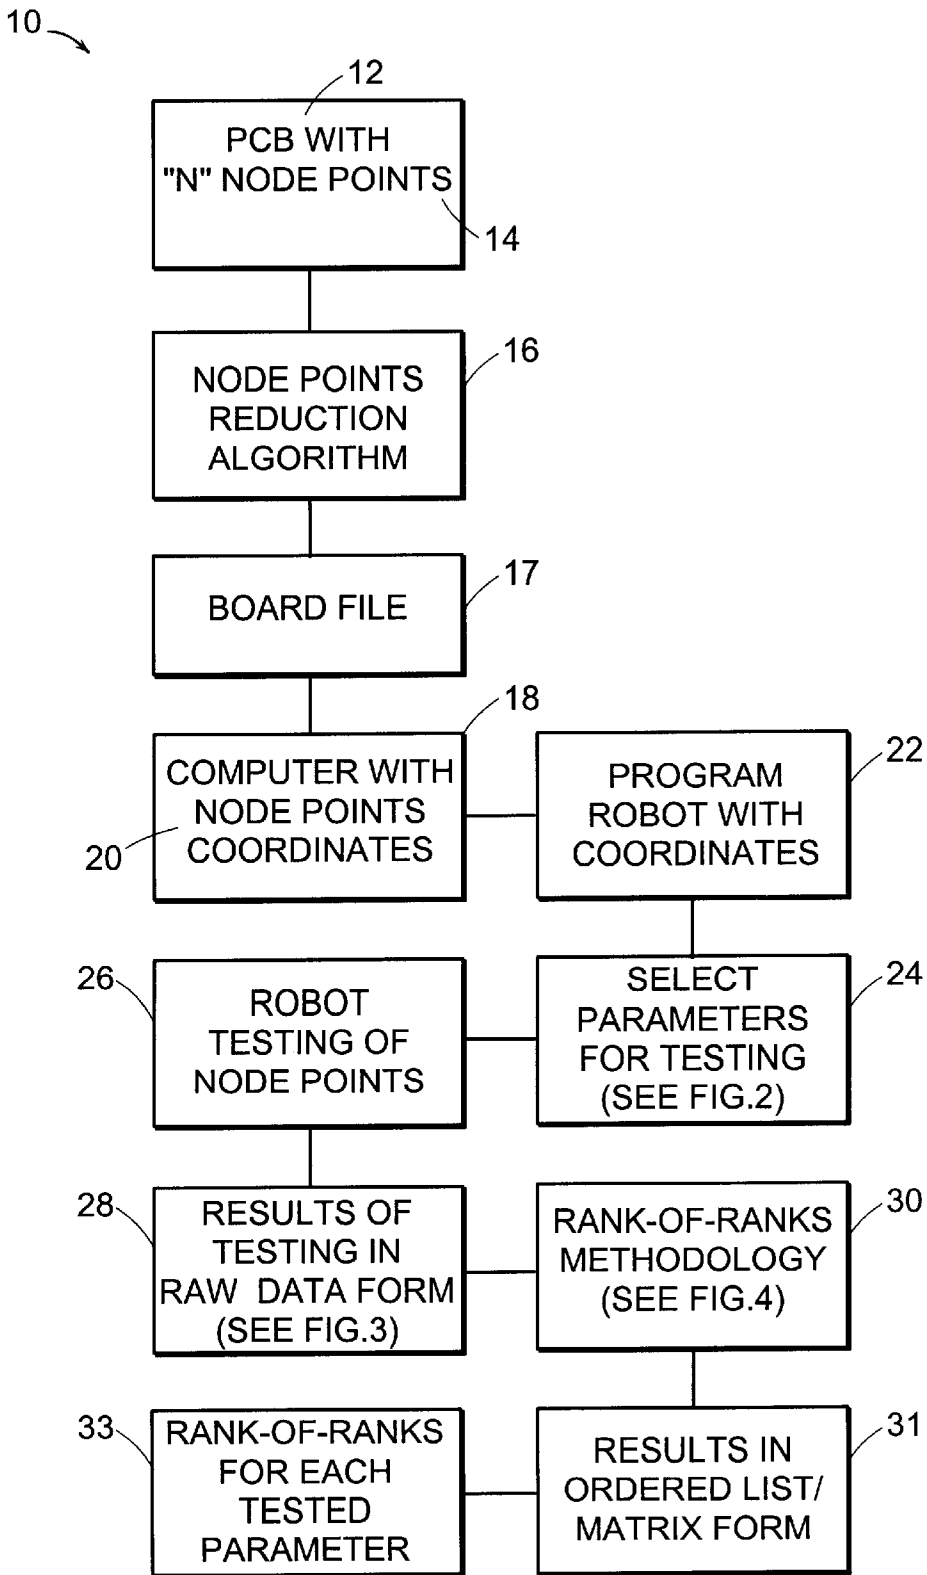 10
12
PCB WITH
"N" NODE POINTS
14
16
NODE POINTS
REDUCTION
ALGORITHM
17
BOARD FILE
18
COMPUTER WITH
NODE POINTS
COORDINATES
20
22
PROGRAM
ROBOT WITH
COORDINATES
24
SELECT
PARAMETERS
FOR TESTING
(SEE FIG.2)
26
ROBOT
TESTING OF
NODE POINTS
28
RESULTS OF
TESTING IN
RAW DATA FORM
(SEE FIG.3)
30
RANK-OF-RANKS
METHODOLOGY
(SEE FIG.4)
31
RESULTS IN
ORDERED LIST/
MATRIX FORM
33
RANK-OF-RANKS
FOR EACH
TESTED
PARAMETER